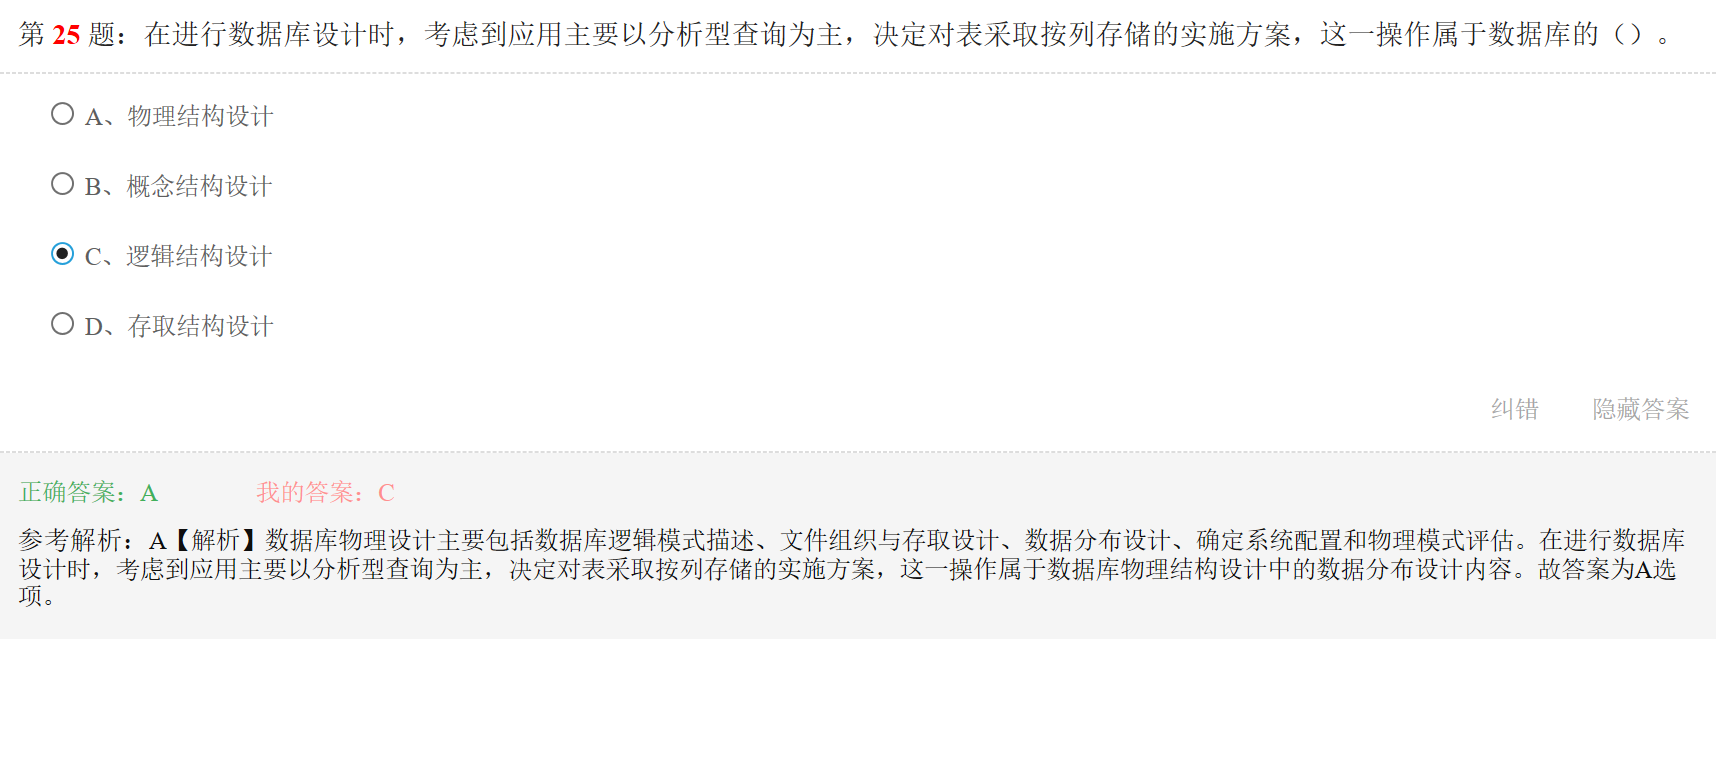 第 25 题：在进行数据库设计时，考虑到应用主要以分析型查询为主，决定对表采取按列存储的实施方案，这一操作属于数据库的（）。
A、物理结构设计
B、概念结构设计
C、逻辑结构设计
D、存取结构设计
纠错 隐藏答案
正确答案：A 我的答案：C
参考解析：A【解析】数据库物理设计主要包括数据库逻辑模式描述、文件组织与存取设计、数据分布设计、确定系统配置和物理模式评估。在进行数据库
设计时，考虑到应用主要以分析型查询为主，决定对表采取按列存储的实施方案，这一操作属于数据库物理结构设计中的数据分布设计内容。故答案为A选
项。